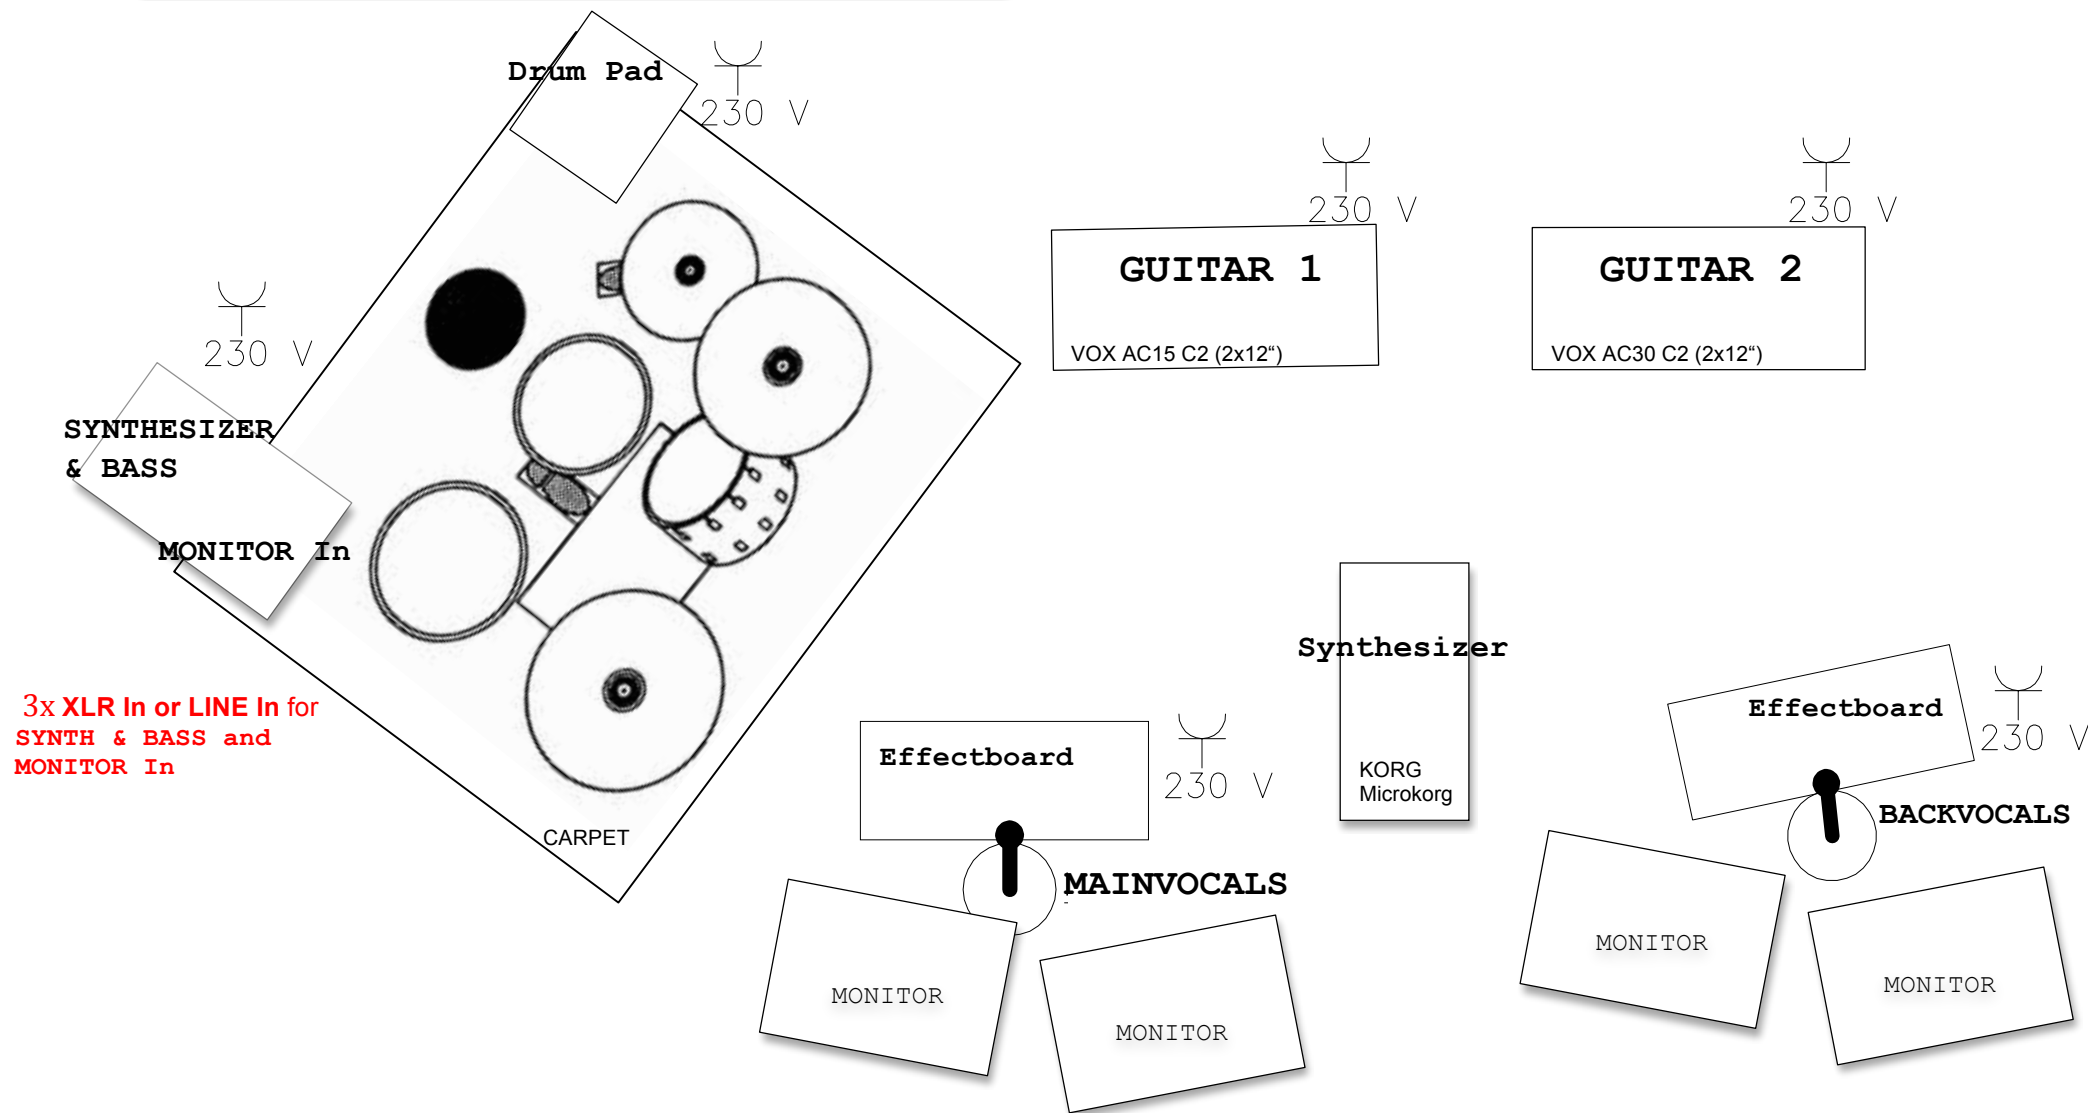 Drum Pad
230 V
230 V
230 V
GUITAR 1
VOX AC15 C2 (2x12“)
GUITAR 2
VOX AC30 C2 (2x12“)
230 V
SYNTHESIZER
& BASS
MONITOR In
3x XLR In or LINE In for
SYNTH & BASS and
MONITOR In
CARPET
Effectboard
230 V
MAINVOCALS
MONITOR
MONITOR
Synthesizer
KORG
Microkorg
Effectboard
230 V
BACKVOCALS
MONITOR
MONITOR